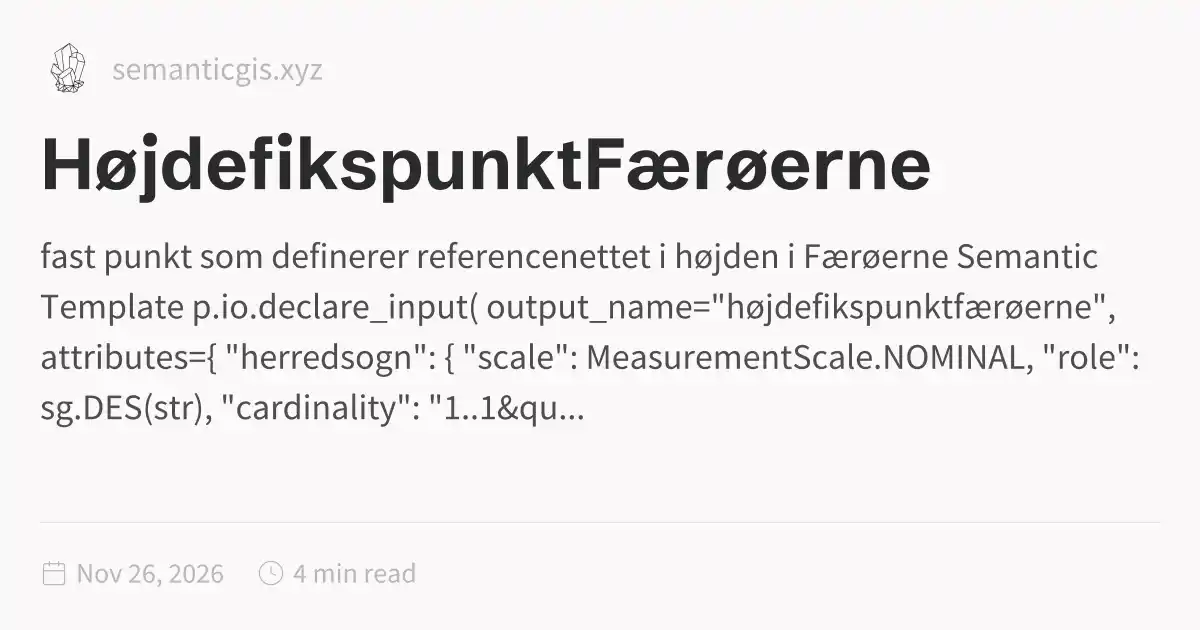 semanticgis.xyz
HøjdefikspunktFærøerne
fast punkt som definerer referencenettet i højden i Færøerne Semantic
Template p.io.declare_input( output_name="højdefikspunktfærøerne",
attributes={ "herredsogn": { "scale": MeasurementScale.NOMINAL, "role":
sg.DES(str), "cardinality": "1..1&qu...
Nov 26, 2026 4 min read